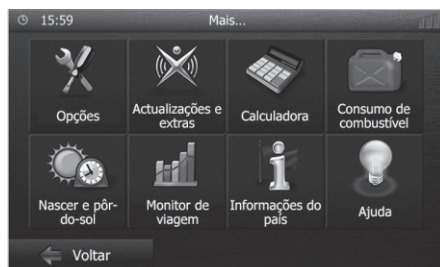 15:59
Mais...
Opções
Actualizações e
extras
Calculadora
Consumo de
combustível
Nascer e pôr-
do-sol
Monitor de
viagem
Informações do
país
Ajuda
Voltar